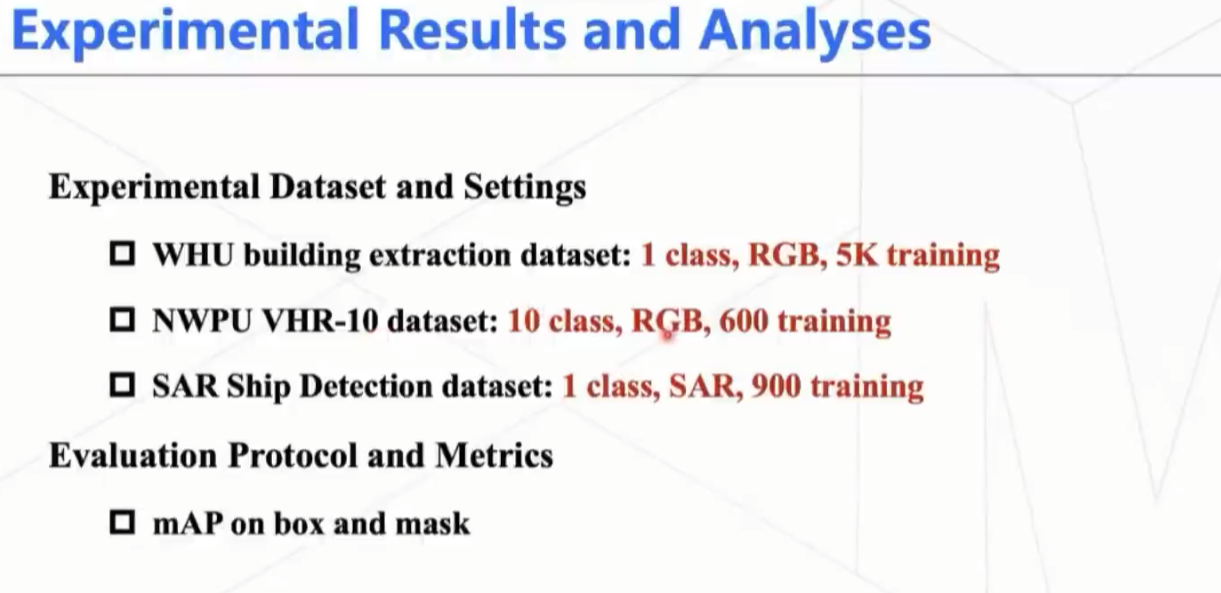 Experimental Results and Analyses
Experimental Dataset and Settings
WHU building extraction dataset: 1 class, RGB, 5K training
NWPU VHR-10 dataset: 10 class, RGB, 600 training
SAR Ship Detection dataset: 1 class, SAR, 900 training
Evaluation Protocol and Metrics
mAP on box and mask